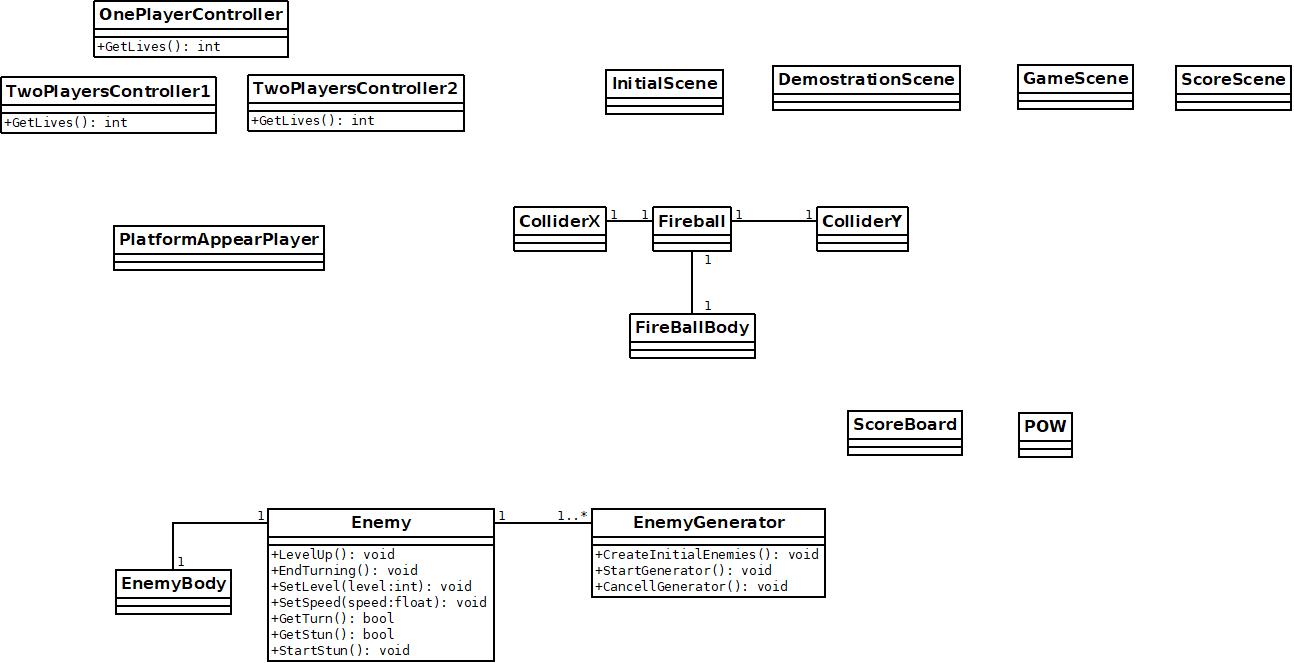 OnePlayerController
+GetLives(): int
TwoPlayersController1
+GetLives(): int
TwoPlayersController2
+GetLives(): int
InitialScene
DemostrationScene
GameScene
ScoreScene
PlatformAppearPlayer
ColliderX
1 1
Fireball
1 1
ColliderY
1
1
FireBallBody
ScoreBoard
POW
1
1
EnemyBody
Enemy
+LevelUp(): void
+EndTurning(): void
+SetLevel(level:int): void
+SetSpeed(speed:float): void
+GetTurn(): bool
+GetStun(): bool
+StartStun(): void
1 1..*
EnemyGenerator
+CreateInitialEnemies(): void
+StartGenerator(): void
+CancellGenerator(): void